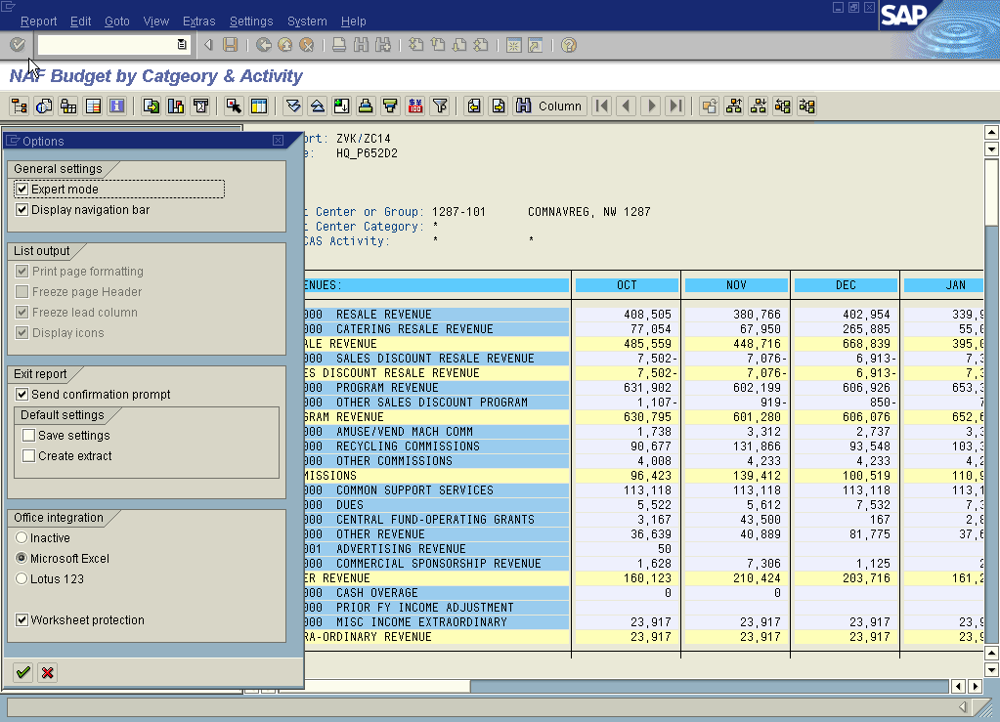 Report Edit Goto View Extras Settings System Help
SAP
NAF Budget by Catgeory & Activity
Column
Options
General settings
Expert mode
Display navigation bar
List output
Print page formatting
Freeze page Header
Freeze lead column
Display icons
Exit report
Send confirmation prompt
Default settings
Save settings
Create extract
Office integration
Inactive
Microsoft Excel
Lotus 123
Worksheet protection
ort: ZVK/ZC14
e: HQ_P652D2
t Center or Group: 1287-101 COMNAVREG, NW 1287
t Center Category: *
CAS Activity: * *
ENUES: OCT NOV DEC JAN
000 RESALE REVENUE 408,505 380,766 402,954 339,9
000 CATERING RESALE REVENUE 77,054 67,950 265,885 55,0
ALE REVENUE 485,559 448,716 668,839 395,0
000 SALES DISCOUNT RESALE REVENUE 7,502- 7,076- 6,913- 7,3
ES DISCOUNT RESALE REVENUE 7,502- 7,076- 6,913- 7,3
000 PROGRAM REVENUE 631,902 602,199 606,926 653,3
000 OTHER SALES DISCOUNT PROGRAM 1,107- 919- 850- 7
GRAM REVENUE 630,795 601,280 606,076 652,6
000 AMUSE/VEND MACH COMM 1,738 3,312 2,737 3,3
000 RECYCLING COMMISSIONS 90,677 131,866 93,548 103,3
000 OTHER COMMISSIONS 4,008 4,233 4,233 4,2
MISSIONS 96,423 139,412 100,519 110,9
000 COMMON SUPPORT SERVICES 113,118 113,118 113,118 113,1
000 DUES 5,522 5,612 7,532 7,3
000 CENTRAL FUND-OPERATING GRANTS 3,167 43,500 167 2,8
000 OTHER REVENUE 36,639 40,889 81,775 37,6
001 ADVERTISING REVENUE 50
000 COMMERCIAL SPONSORSHIP REVENUE 1,628 7,306 1,125 2
ER REVENUE 160,123 210,424 203,716 161,2
000 CASH OVERAGE 0 0
000 PRIOR FY INCOME ADJUSTMENT
000 MISC INCOME EXTRAORDINARY 23,917 23,917 23,917 23,9
RA-ORDINARY REVENUE 23,917 23,917 23,917 23,9